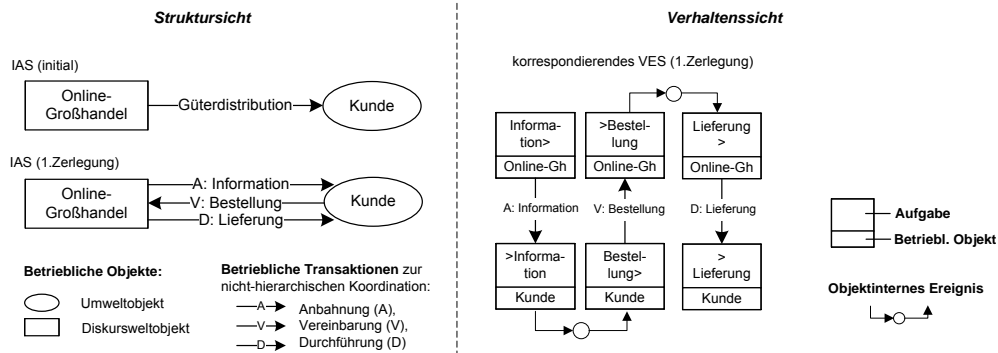 Struktursicht
IAS (initial)
Online-
Großhandel
Güterdistribution
Kunde
IAS (1.Zerlegung)
Online-
Großhandel
A: Information
V: Bestellung
D: Lieferung
Kunde
Betriebliche Objekte:
Umweltobjekt
Diskursweltobjekt
Betriebliche Transaktionen zur
nicht-hierarchischen Koordination:
A
Anbahnung (A),
V
Vereinbarung (V),
D
Durchführung (D)
Verhaltenssicht
korrespondierendes VES (1.Zerlegung)
Informa-
tion>
Online-Gh
>Bestel-
lung
Online-Gh
Lieferung
>
Online-Gh
A: Information
V: Bestellung
D: Lieferung
>Informa-
tion
Kunde
Bestel-
lung>
Kunde
>
Lieferung
Kunde
Aufgabe
Betriebl. Objekt
Objektinternes Ereignis